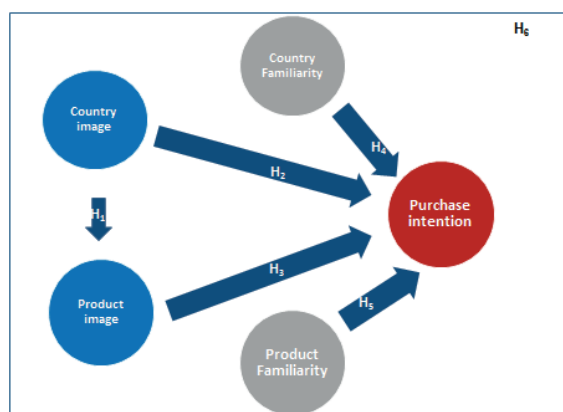 H₆
Country
Familiarity
Country
image
H₄
H₂
Purchase
intention
H₁
H₃
Product
image
H₅
Product
Familiarity